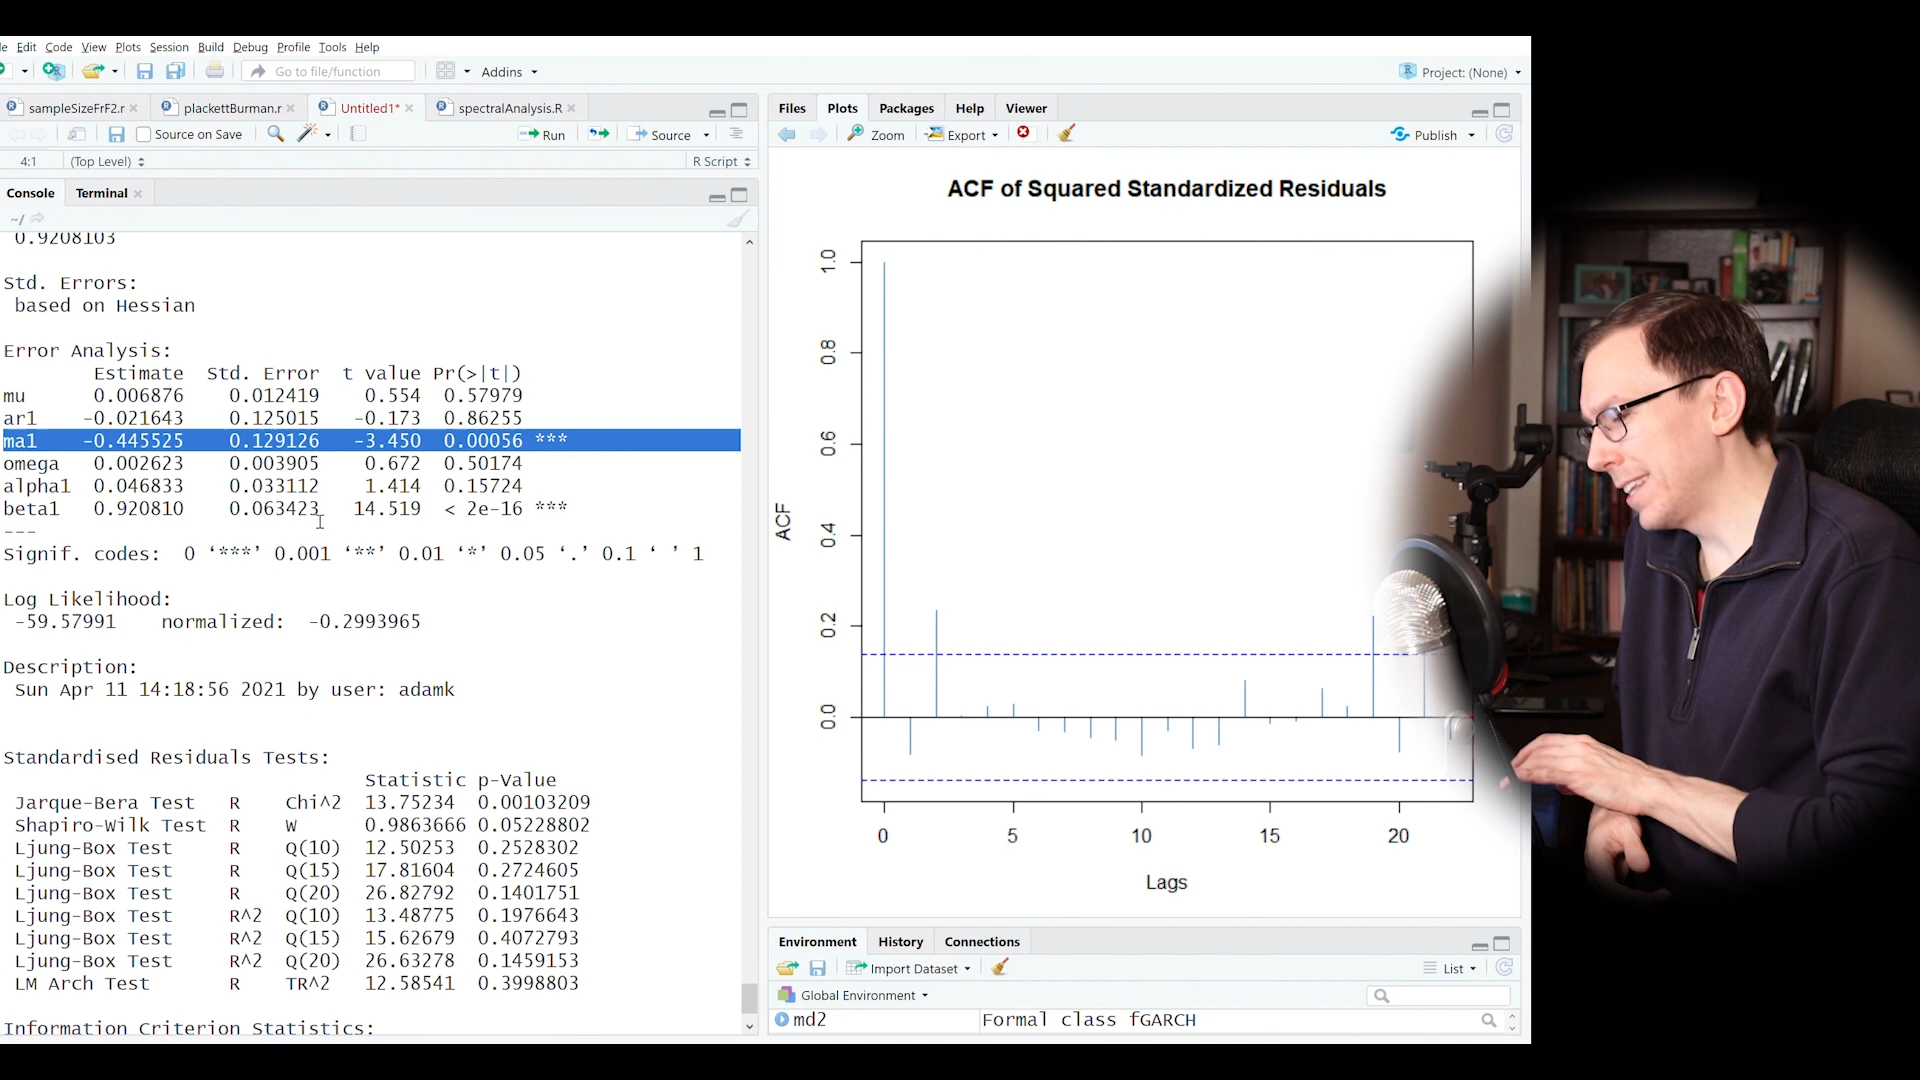 Edit Code View Plots Session Build Debug Profile Tools Help
Go to file/function
Addins
Project: (None)
sampleSizeFrF2.r
plackettBurman.r
Untitled1*
spectralAnalysis.R
Source on Save
Run
Source
4:1 (Top Level)
R Script
Console Terminal
~/
0.9208103
Std. Errors:
based on Hessian
Error Analysis:
Estimate Std. Error t value Pr(>|t|)
mu 0.006876 0.012419 0.554 0.57979
ar1 -0.021643 0.125015 -0.173 0.86255
ma1 -0.445525 0.129126 -3.450 0.00056 ***
omega 0.002623 0.003905 0.672 0.50174
alpha1 0.046833 0.033112 1.414 0.15724
beta1 0.920810 0.063423 14.519 < 2e-16 ***
---
Signif. codes: 0 ‘***’ 0.001 ‘**’ 0.01 ‘*’ 0.05 ‘.’ 0.1 ‘ ’ 1
Log Likelihood:
-59.57991 normalized: -0.2993965
Description:
Sun Apr 11 14:18:56 2021 by user: adamk
Standardised Residuals Tests:
Statistic p-Value
Jarque-Bera Test R Chi^2 13.75234 0.00103209
Shapiro-Wilk Test R W 0.9863666 0.05228802
Ljung-Box Test R Q(10) 12.50253 0.2528302
Ljung-Box Test R Q(15) 17.81604 0.2724605
Ljung-Box Test R Q(20) 26.82792 0.1401751
Ljung-Box Test R^2 Q(10) 13.48775 0.1976643
Ljung-Box Test R^2 Q(15) 15.62679 0.4072793
Ljung-Box Test R^2 Q(20) 26.63278 0.1459153
LM Arch Test R TR^2 12.58541 0.3998803
Information Criterion Statistics:
Files Plots Packages Help Viewer
Zoom Export Publish
ACF of Squared Standardized Residuals
1.0
0.8
0.6
0.4
0.2
0.0
ACF
0 5 10 15 20
Lags
Environment History Connections
Import Dataset
List
Global Environment
md2 Formal class fGARCH